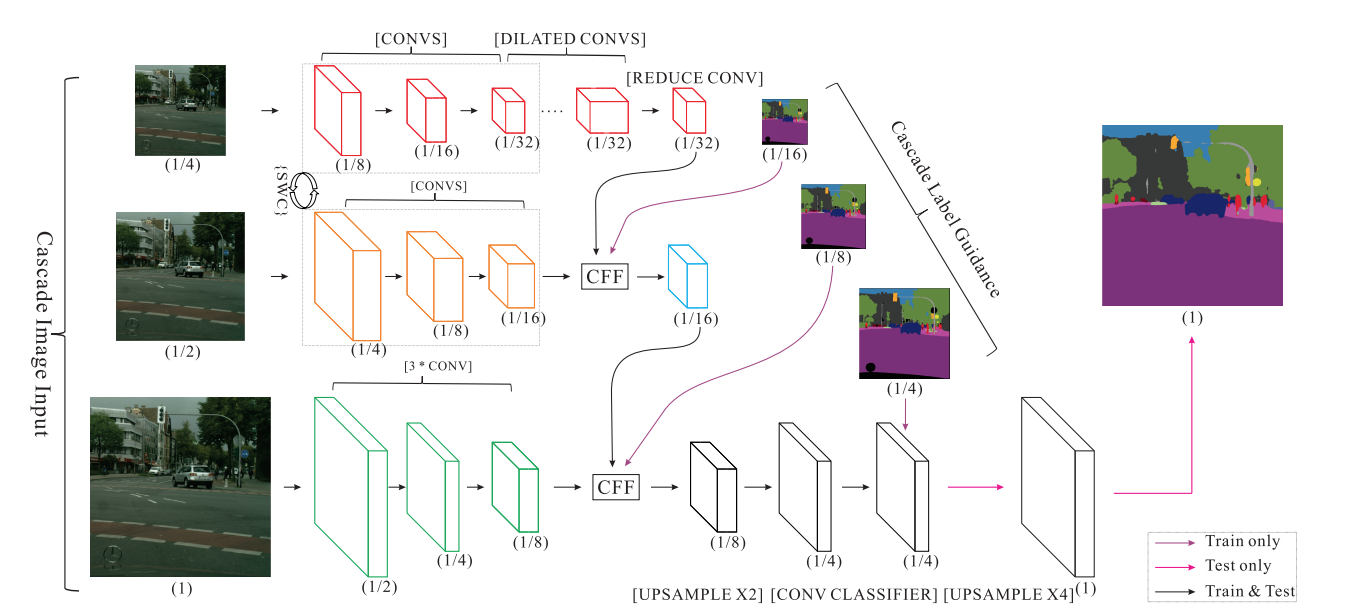 [CONVS]
[DILATED CONVS]
[REDUCE CONV]
(1/4)
(1/8)
(1/16)
(1/32)
(1/32)
(1/32)
(1/16)
{SWC}
[CONVS]
Cascade Label Guidance
(1/2)
(1/4)
(1/8)
(1/16)
CFF
(1/16)
(1/8)
(1)
Cascade Image Input
[3 * CONV]
(1/4)
(1)
(1/2)
(1/4)
(1/8)
CFF
(1/8)
(1/4)
(1/4)
(1)
[UPSAMPLE X2]
[CONV CLASSIFIER]
[UPSAMPLE X4]
Train only
Test only
Train & Test